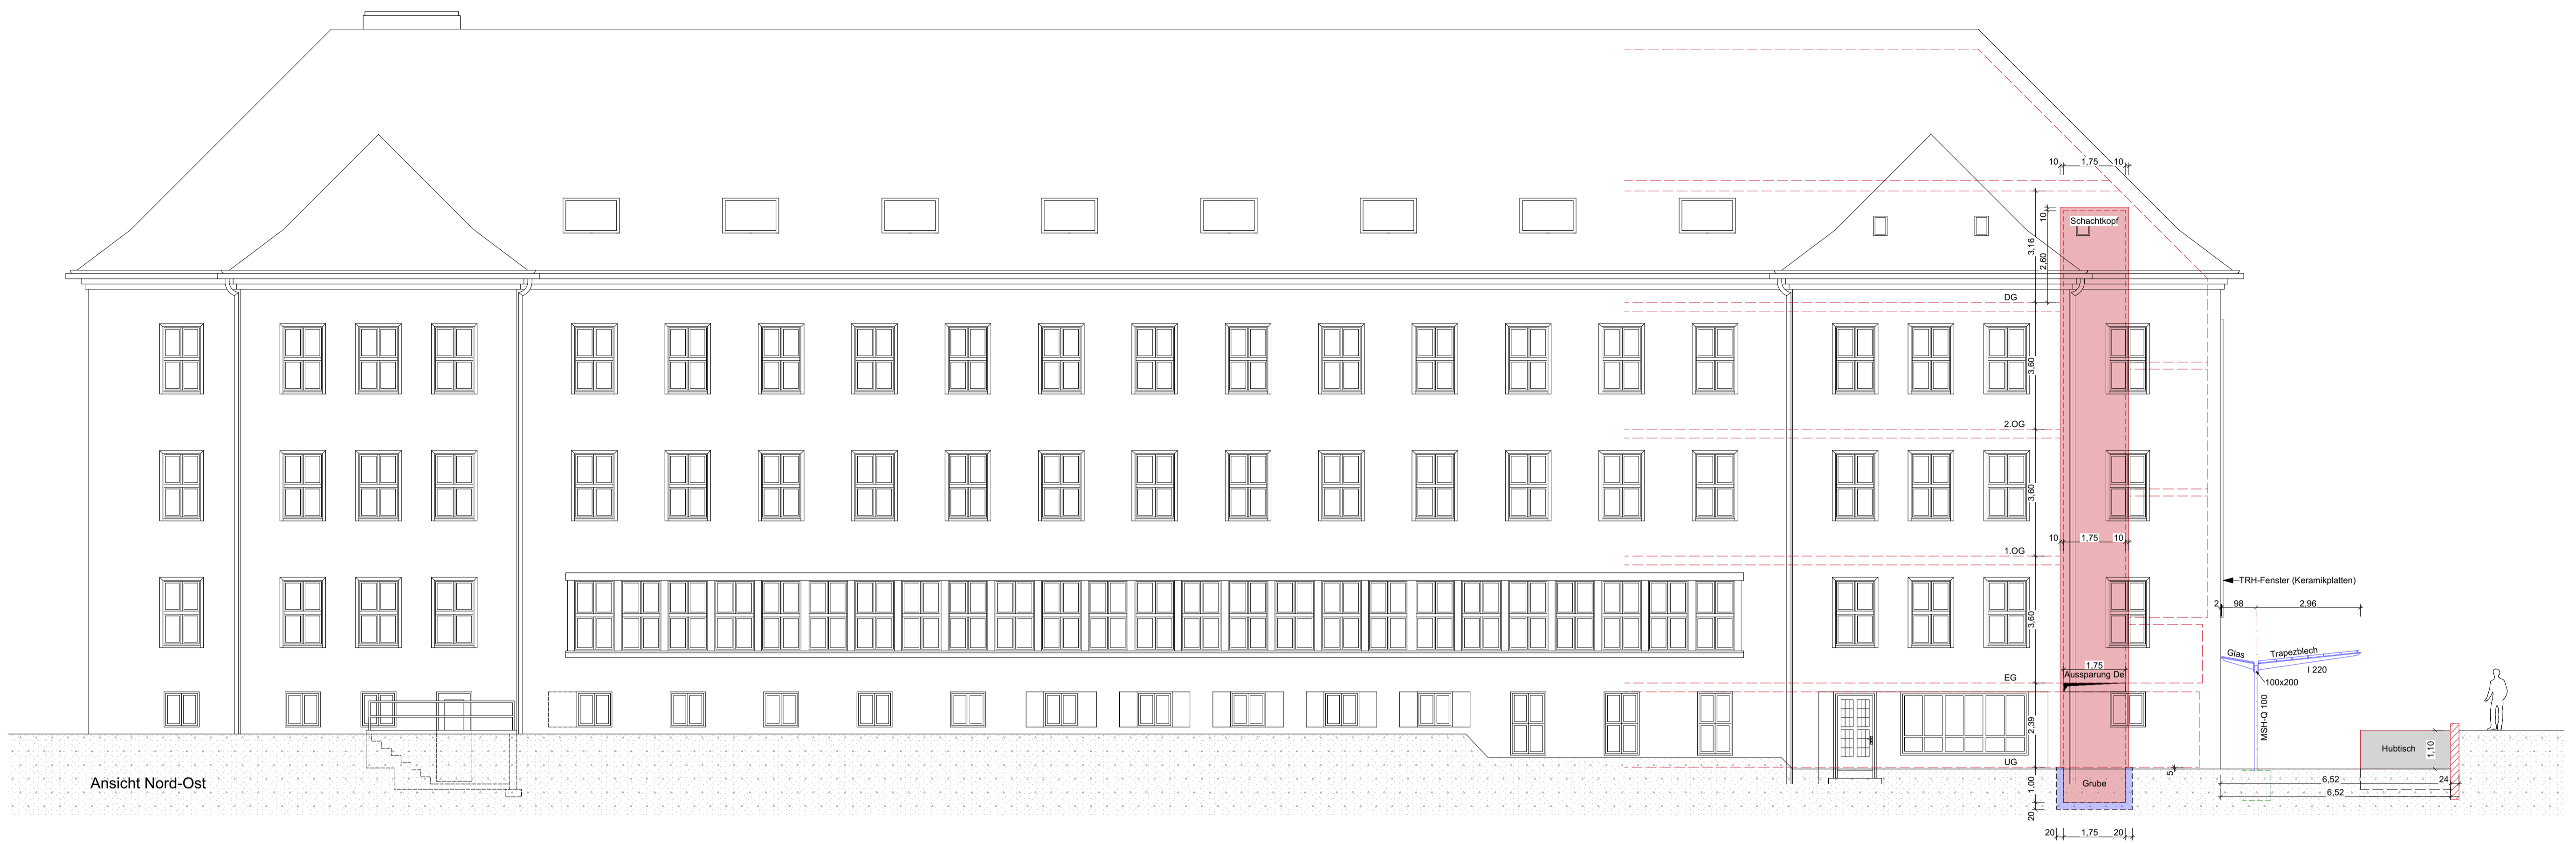 10 1,75 10
Schachtkopf
10
3,16
2,60
DG
3,60
2.OG
3,60
10 1,75 10
1.OG
TRH-Fenster (Keramikplatten)
2 98 2,96
3,60
Glas Trapezblech
I 220
100x200
1,75
Aussparung De
EG
MSH-Q 100
2,39
Hubtisch
1,10
UG
5
Ansicht Nord-Ost
1,00
Grube
6,52 24
6,52
20
20 1,75 20